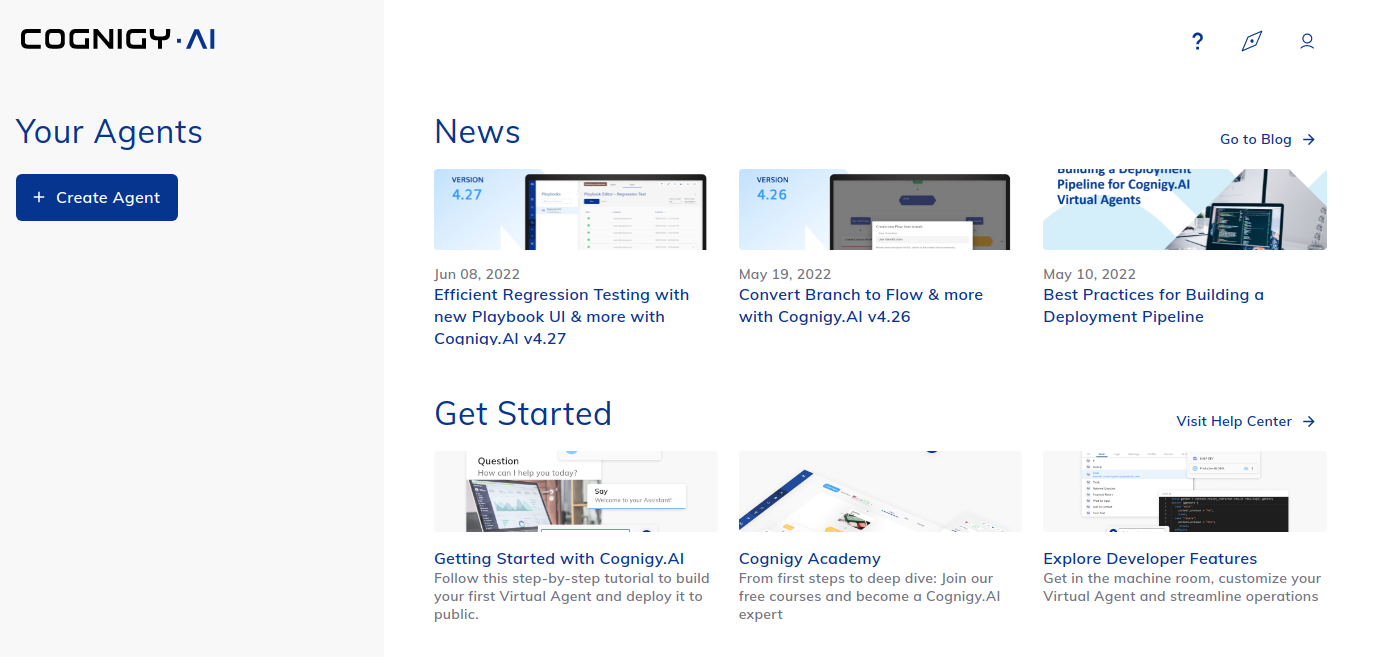 COGNIGY·AI
?
Your Agents
+ Create Agent
News
Go to Blog →
VERSION
4.27
Playbooks
Playbook Editor - Regression Test
VERSION
4.26
Building a Deployment
Pipeline for Cognigy.AI
Virtual Agents
Jun 08, 2022
Efficient Regression Testing with
new Playbook UI & more with
Cognigy.AI v4.27
May 19, 2022
Convert Branch to Flow & more
with Cognigy.AI v4.26
May 10, 2022
Best Practices for Building a
Deployment Pipeline
Get Started
Visit Help Center →
Question
How can I help you today?
Say
Welcome to your Assistant!
Getting Started with Cognigy.AI
Follow this step-by-step tutorial to build
your first Virtual Agent and deploy it to
public.
Cognigy Academy
From first steps to deep dive: Join our
free courses and become a Cognigy.AI
expert
Explore Developer Features
Get in the machine room, customize your
Virtual Agent and streamline operations